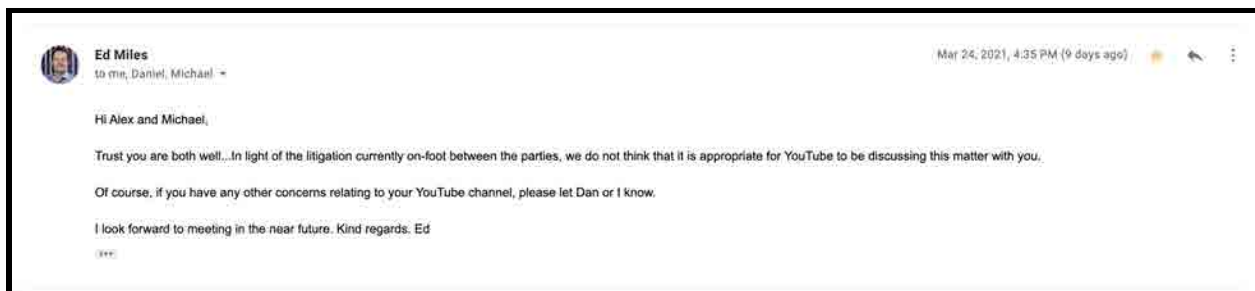 Ed Miles
Mar 24, 2021, 4:35 PM (9 days ago)
to me, Daniel, Michael
Hi Alex and Michael,
Trust you are both well...In light of the litigation currently on-foot between the parties, we do not think that it is appropriate for YouTube to be discussing this matter with you.
Of course, if you have any other concerns relating to your YouTube channel, please let Dan or I know.
I look forward to meeting in the near future. Kind regards. Ed